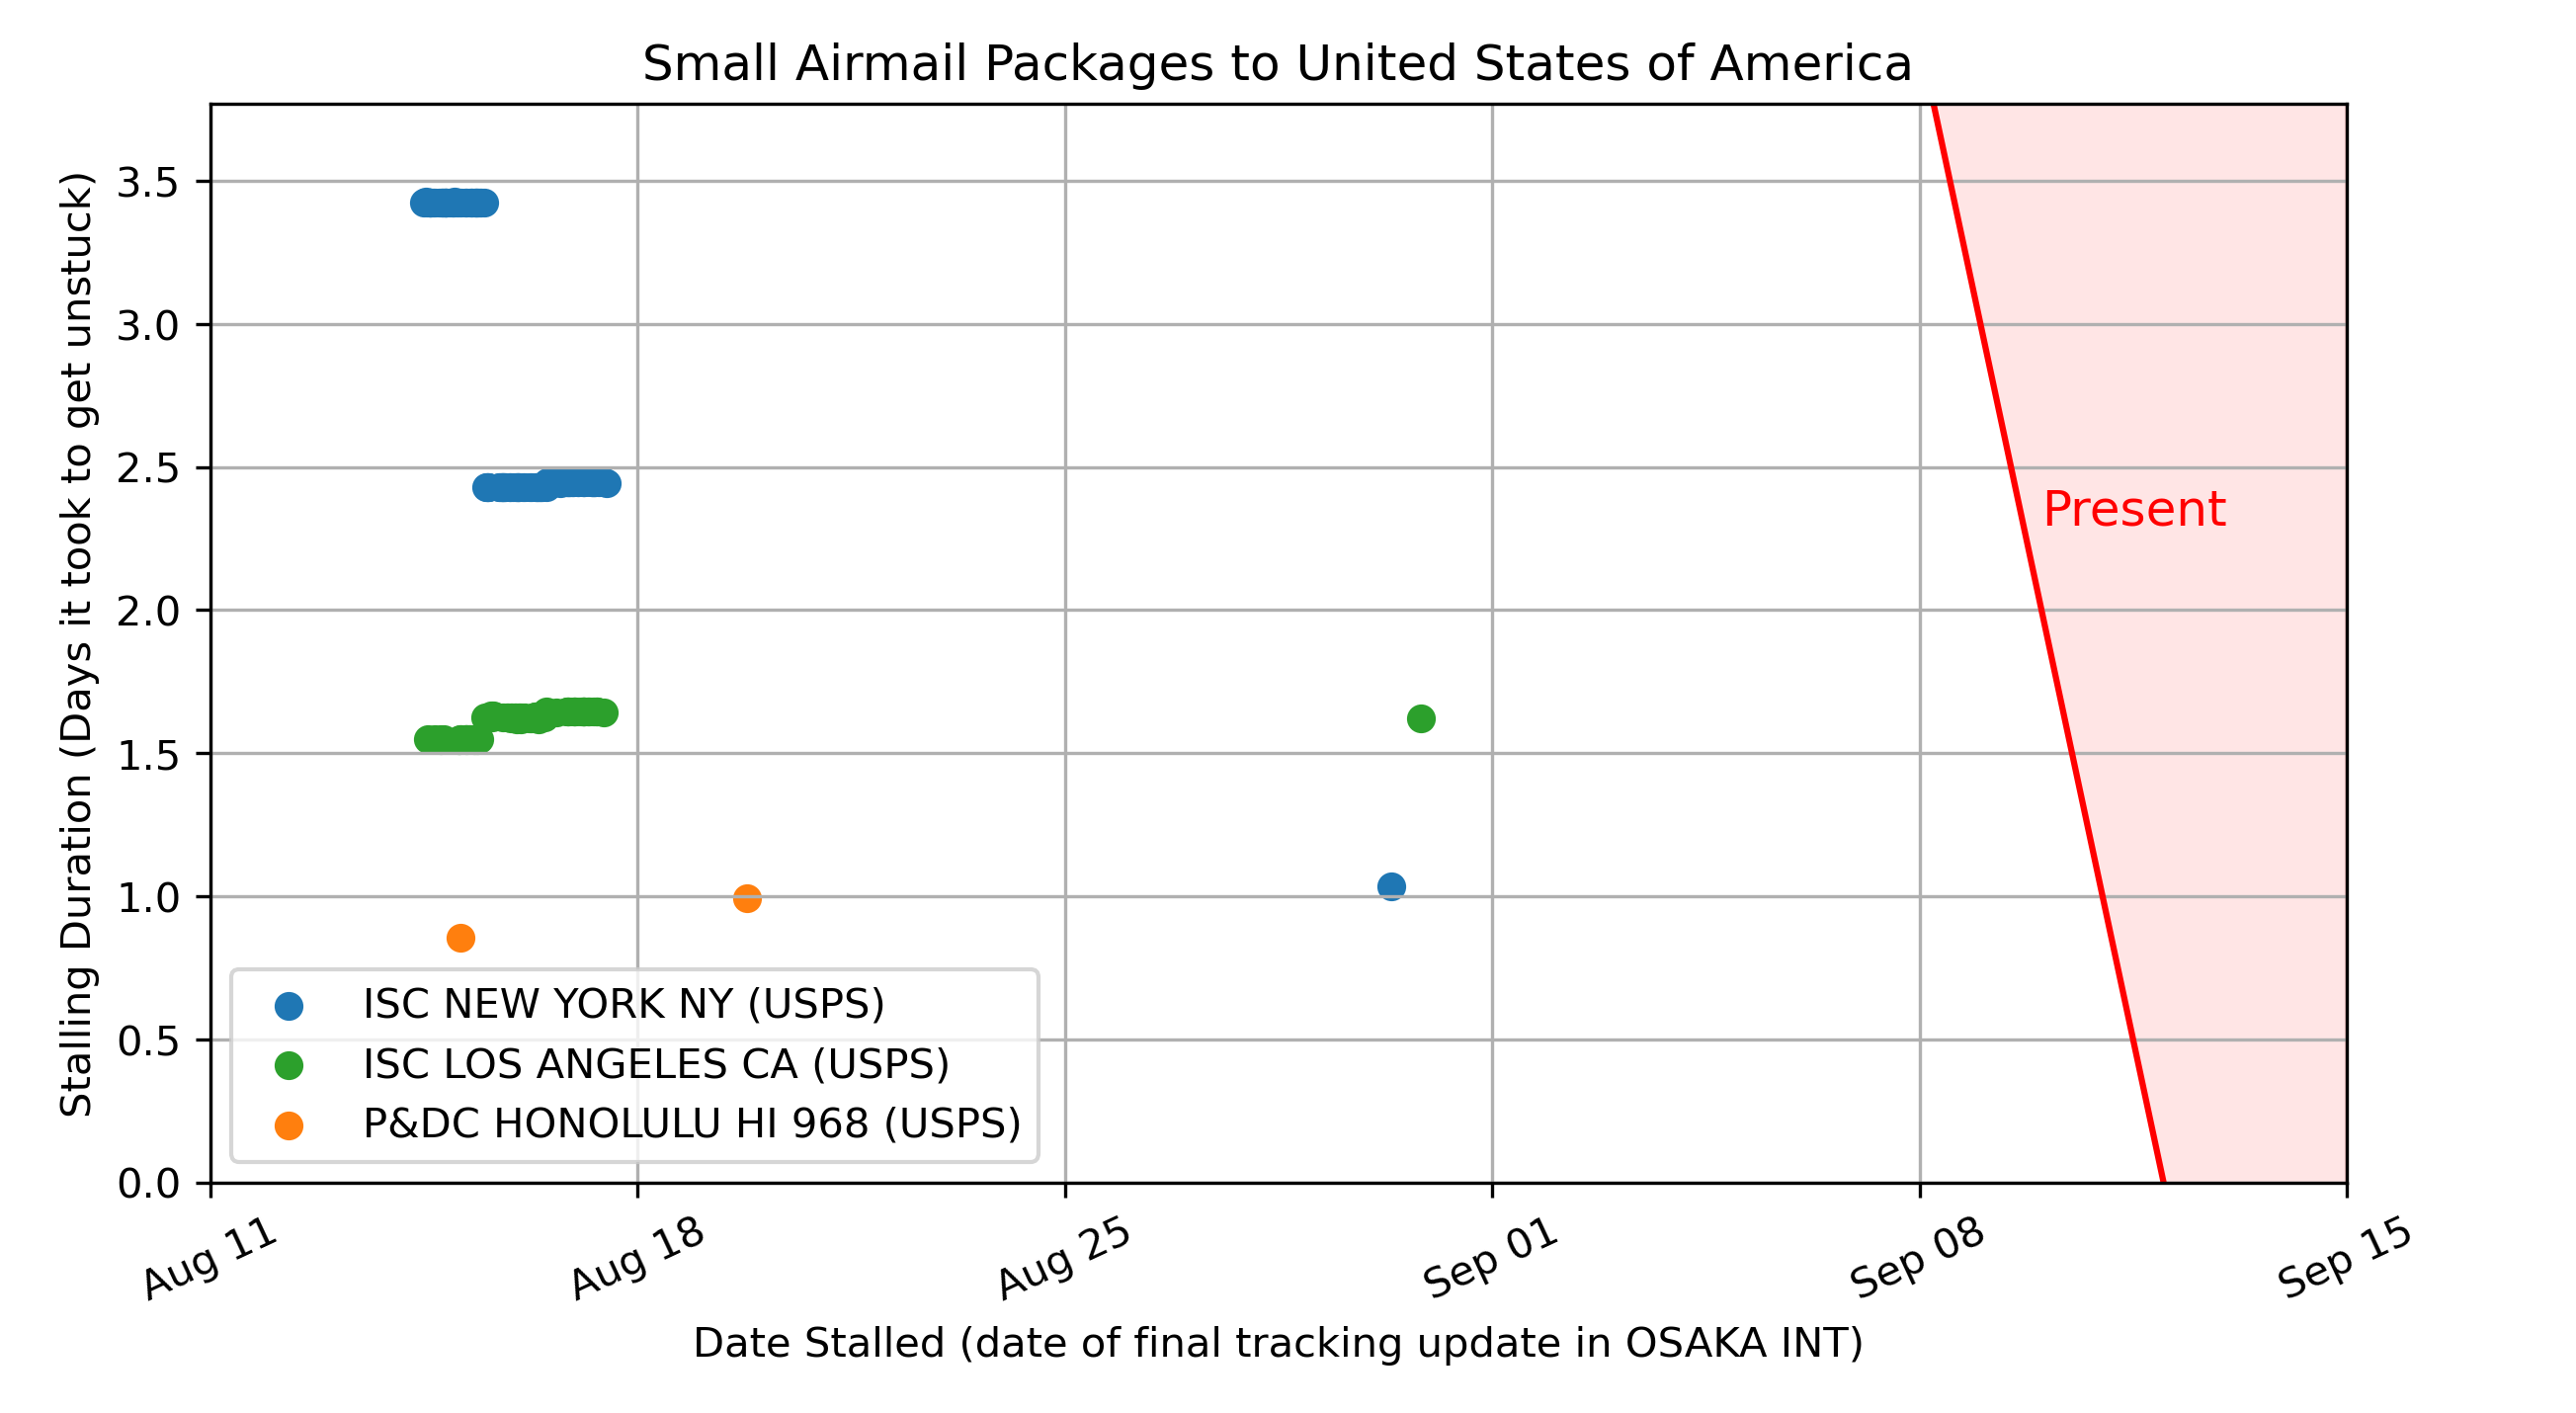 Small Airmail Packages to United States of America
Stalling Duration (Days it took to get unstuck)
3.5
3.0
2.5
2.0
1.5
1.0
0.5
0.0
Present
ISC NEW YORK NY (USPS)
ISC LOS ANGELES CA (USPS)
P&DC HONOLULU HI 968 (USPS)
Aug 11
Aug 18
Aug 25
Sep 01
Sep 08
Sep 15
Date Stalled (date of final tracking update in OSAKA INT)